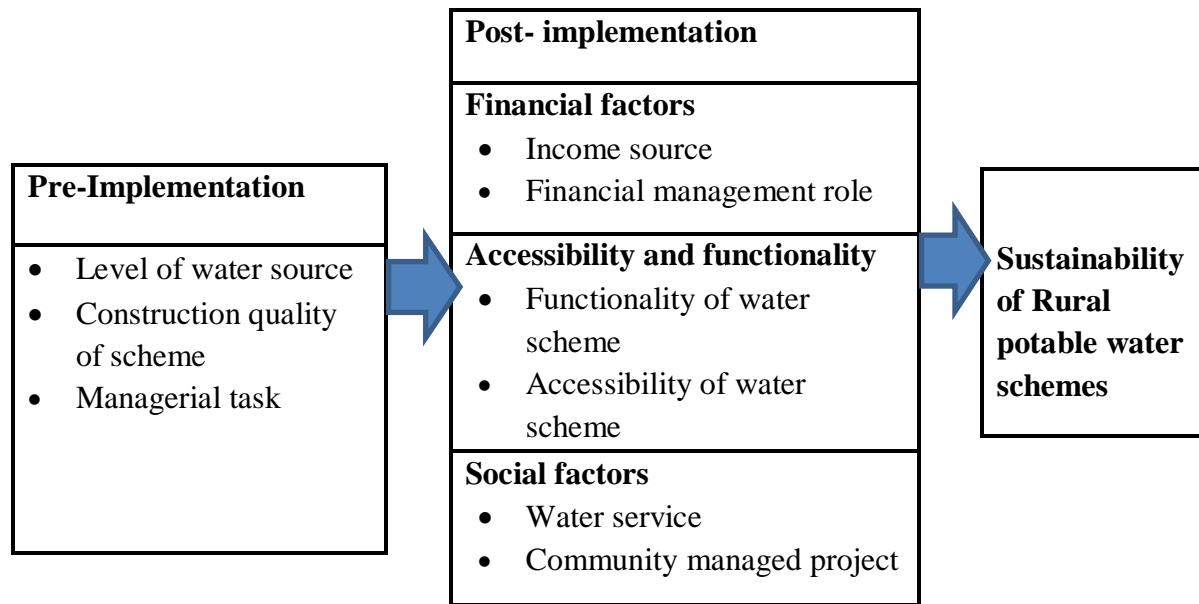 Pre-Implementation
• Level of water source
• Construction quality
of scheme
• Managerial task
Post- implementation
Financial factors
• Income source
• Financial management role
Accessibility and functionality
• Functionality of water
scheme
• Accessibility of water
scheme
Social factors
• Water service
• Community managed project
Sustainability
of Rural
potable water
schemes